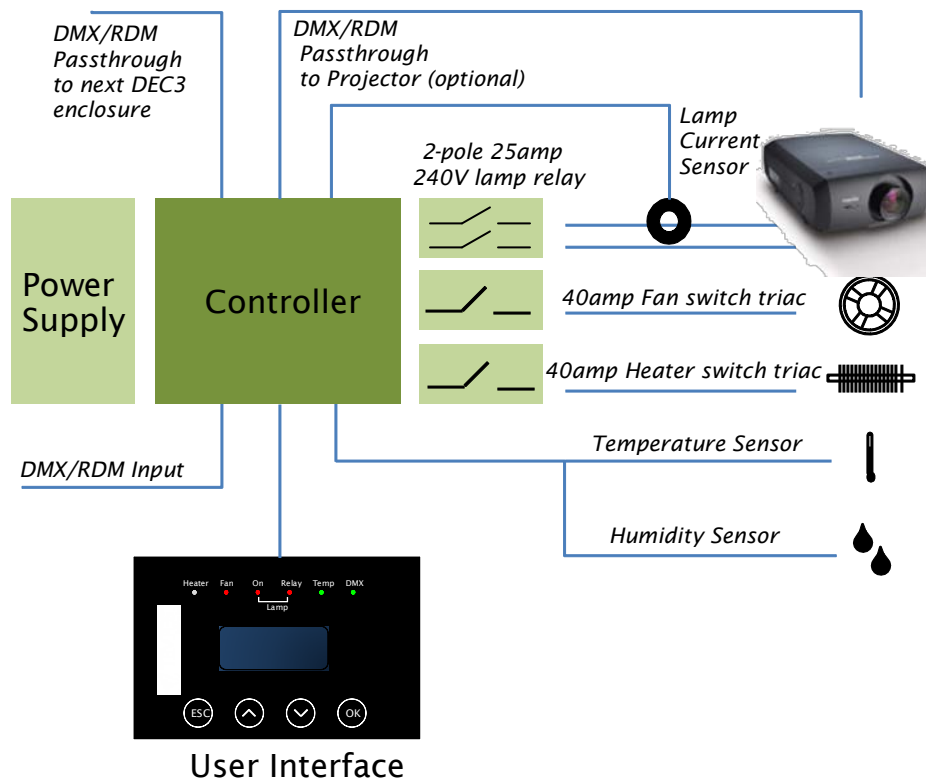 DMX/RDM
Passthrough
to next DEC3
enclosure
DMX/RDM
Passthrough
to Projector (optional)
Lamp
Current
Sensor
2-pole 25amp
240V lamp relay
Power
Supply
Controller
40amp Fan switch triac
40amp Heater switch triac
Temperature Sensor
DMX/RDM Input
Humidity Sensor
Heater Fan On Relay Temp DMX
Lamp
ESC OK
User Interface